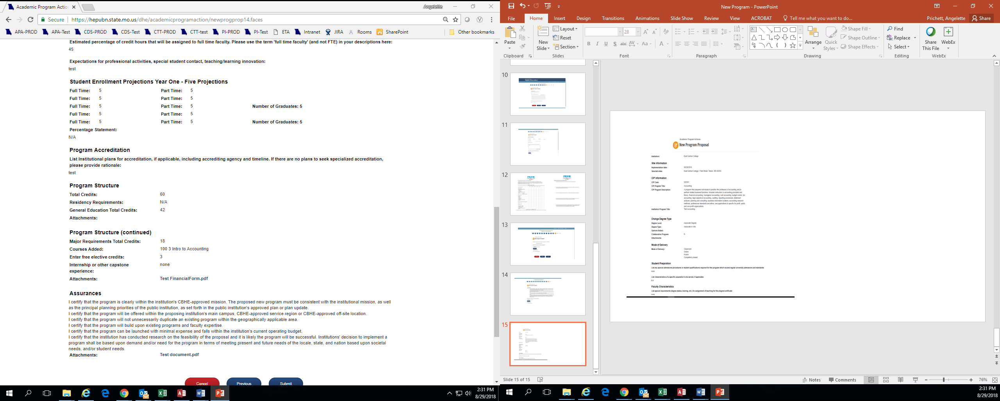 Academic Program Actio
Angelette
Secure
https://hepubn.state.mo.us/dhe/academicprogramaction/newprogprop14.faces
APA-PROD APA-Test CDS-PROD CDS-Test CTT-PROD CTT-test PI-PROD PI-Test ETA Intranet JIRA Rooms SharePoint Other bookmarks
Estimated percentage of credit hours that will be assigned to full time faculty. Please use the term 'full time faculty' (and not FTE) in your descriptions here:
45
Expectations for professional activities, special student contact, teaching/learning innovation:
test
Student Enrollment Projections Year One - Five Projections
Full Time: 5 Part Time: 5
Full Time: 5 Part Time: 5
Full Time: 5 Part Time: 5 Number of Graduates: 5
Full Time: 5 Part Time: 5
Full Time: 5 Part Time: 5 Number of Graduates: 5
Percentage Statement:
N/A
Program Accreditation
List Institutional plans for accreditation, if applicable, including accrediting agency and timeline. If there are no plans to seek specialized accreditation,
please provide rationale:
test
Program Structure
Total Credits: 60
Residency Requirements: N/A
General Education Total Credits: 42
Attachments:
Program Structure (continued)
Major Requirements Total Credits: 18
Courses Added: 100 3 Intro to Accounting
Enter free elective credits: 3
Internship or other capstone none
experience:
Attachments: Test FinancialForm.pdf
Assurances
I certify that the program is clearly within the institution's CBHE-approved mission. The proposed new program must be consistent with the institutional mission, as well
as the principal planning priorities of the public institution, as set forth in the public institution's approved plan or plan update.
I certify that the program will be offered within the proposing institution's main campus, CBHE-approved service region or CBHE-approved off-site location.
I certify that the program will not unnecessarily duplicate an existing program within the geographically applicable area.
I certify that the program will build upon existing programs and faculty expertise.
I certify that the program can be launched with minimal expense and falls within the institution's current operating budget.
I certify that the institution has conducted research on the feasibility of the proposal and it is likely the program will be successful. Institutions' decision to implement a
program shall be based upon demand and/or need for the program in terms of meeting present and future needs of the locale, state, and nation based upon societal
needs, and/or student needs.
Attachments: Test document.pdf
Cancel Previous Submit
2:31 PM
8/29/2018
New Program - PowerPoint
File Home Insert Design Transitions Animations Slide Show Review View ACROBAT Tell me what you want to do... Prichett, Angelette Share
Paste
Clipboard
New
Slide
Layout
Reset
Section
Slides
28
B I U S abc AV Aa A
Font
Paragraph
Arrange
Quick
Styles
Shape Fill
Shape Outline
Shape Effects
Drawing
Find
Replace
Select
Editing
Share
This File
WebEx
WebEx
10
11
12
13
14
15
Academic Program Actions:
New Program Proposal
Institution: East Central College
Site Information
Implementation date: 08/29/2018
Selected sites: East Central College,1 Test Street, Teston, MO 65555
CIP Information
CIP Code: 520301
CIP Program Title: Accounting
CIP Program Description: A program that prepares individuals to practice the profession of accounting and to
perform related business functions. Includes instruction in accounting principles and
theory, financial accounting, managerial accounting, cost accounting, budget control, tax
accounting, legal aspects of accounting, auditing, reporting procedures, statement
analysis, planning and consulting, business information systems, accounting research
methods, professional standards and ethics, and applications to specific for-profit, public,
and non-profit organizations.
Institution Program Title: Test Accounting
Change Degree Type
Degree Level: Associate Degree
Degree Type: Associate in Arts
Options Added:
Collaborative Program: N
Attachments:
Mode of Delivery
Mode of Delivery: Classroom
Online
Hybrid
Competency-based
Student Preparation
List any special admissions procedures or student qualifications required for this program which exceed regular university admissions and standards:
none
List characteristics of a specific population to be served, if applicable:
N/A
Faculty Characteristics
List special requirements (degree status, training, etc.) for assignment of teaching for this degree/certificate:
none
Slide 15 of 15
Notes Comments 76%
2:31 PM
8/29/2018